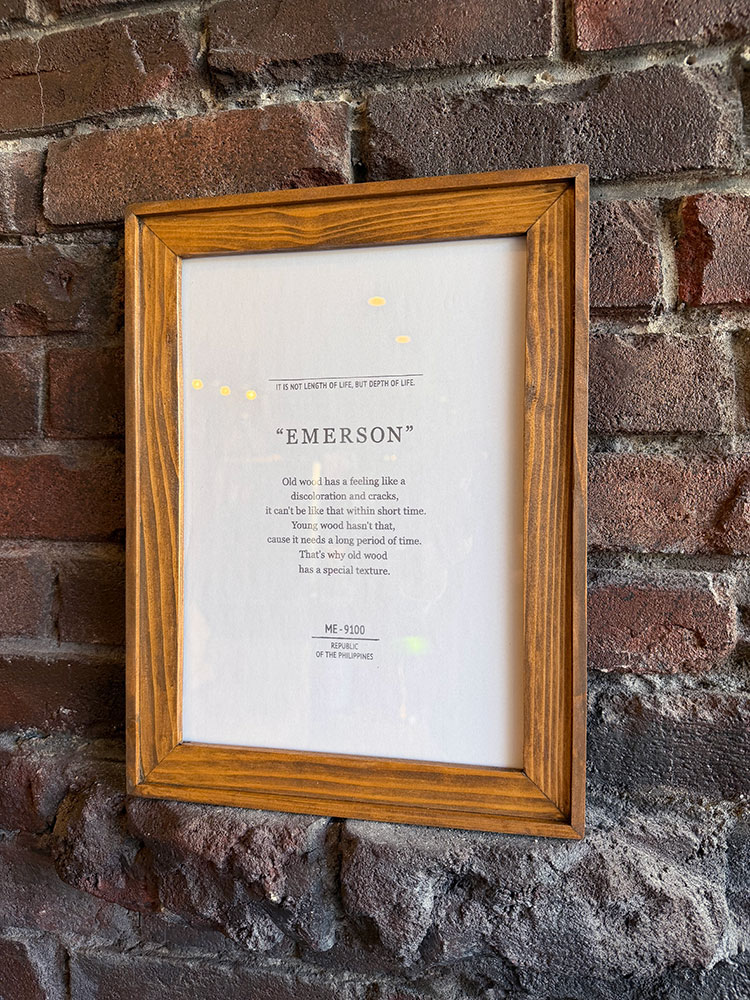 IT IS NOT LENGTH OF LIFE, BUT DEPTH OF LIFE.
“EMERSON”
Old wood has a feeling like a
discoloration and cracks,
it can't be like that within short time.
Young wood hasn't that,
cause it needs a long period of time.
That's why old wood
has a special texture.
ME-9100
REPUBLIC
OF THE PHILIPPINES